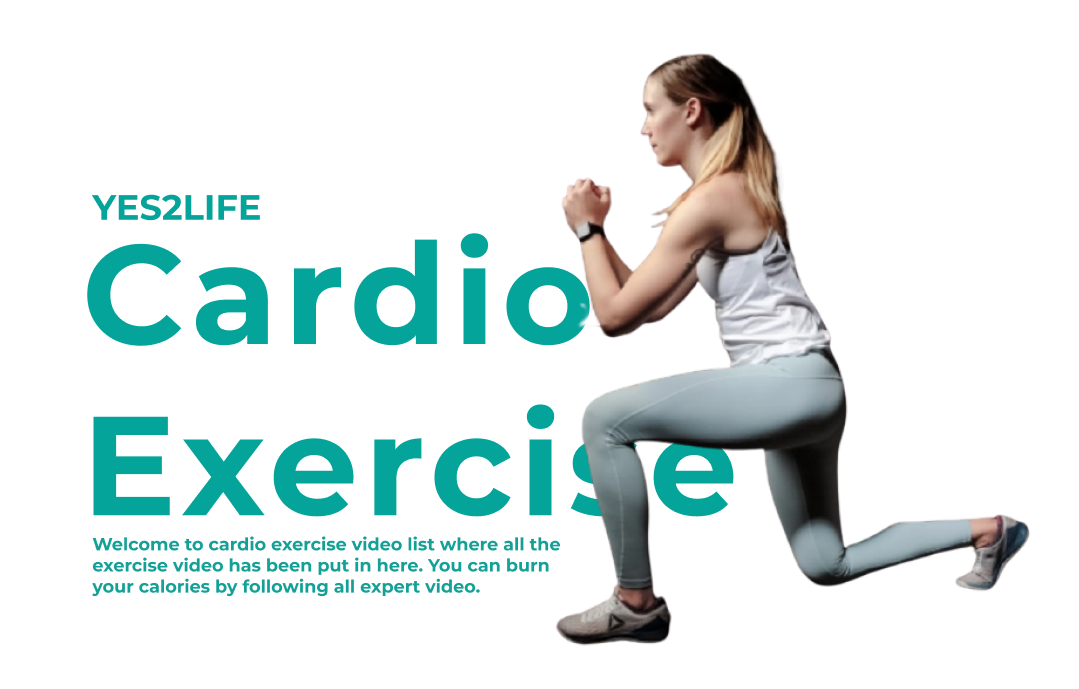 YES2LIFE
Cardio
Exercise
Welcome to cardio exercise video list where all the
exercise video has been put in here. You can burn
your calories by following all expert video.